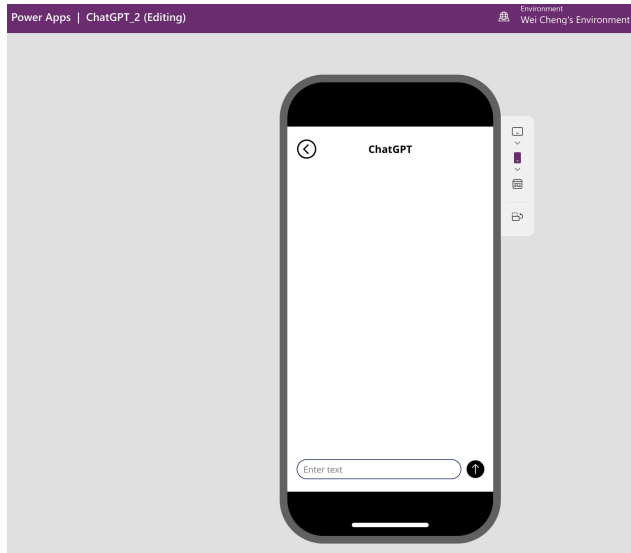 Power Apps | ChatGPT_2 (Editing)
Environment
Wei Cheng's Environment
ChatGPT
Enter text